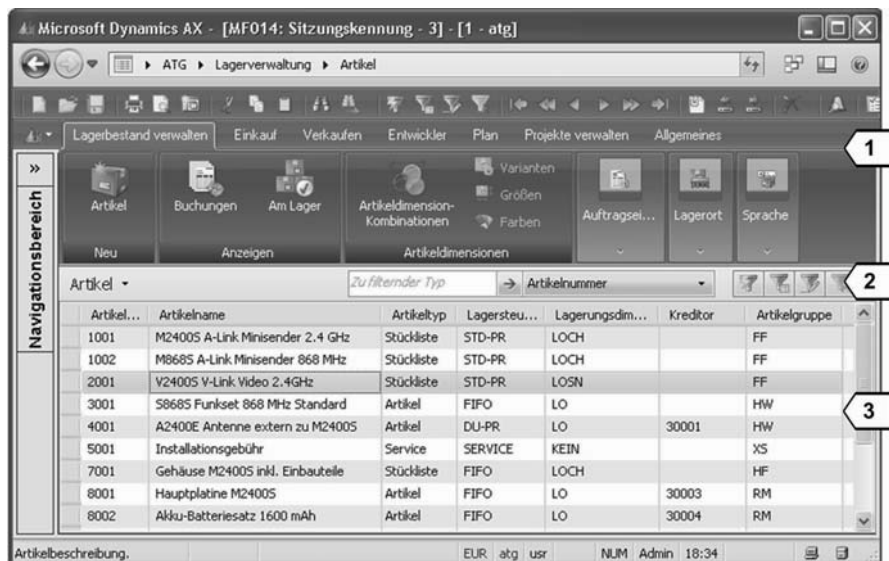 Microsoft Dynamics AX - [MF014: Sitzungskennung - 3] - [1 - atg]
ATG Lagerverwaltung Artikel
Lagerbestand verwalten Einkauf Verkaufen Entwickler Plan Projekte verwalten Allgemeines
1
» Navigationsbereich
Artikel Buchungen Am Lager Artikeldimension-Kombinationen Varianten Größen Farben Auftragsei... Lagerort Sprache
Neu Anzeigen Artikeldimensionen
Artikel Zu filternder Typ Artikelnummer
2
Artikel... Artikelname Artikeltyp Lagersteu... Lagerungsdim... Kreditor Artikelgruppe
1001 M2400S A-Link Minisender 2.4 GHz Stückliste STD-PR LOCH FF
1002 M868S A-Link Minisender 868 MHz Stückliste STD-PR LOCH FF
2001 V2400S V-Link Video 2.4GHz Stückliste STD-PR LOSN FF
3001 S868S Funkset 868 MHz Standard Artikel FIFO LO HW
3
4001 A2400E Antenne extern zu M2400S Artikel DU-PR LO 30001 HW
5001 Installationsgebühr Service SERVICE KEIN XS
7001 Gehäuse M2400S inkl. Einbauteile Stückliste FIFO LOCH HF
8001 Hauptplatine M2400S Artikel FIFO LO 30003 RM
8002 Akku-Batteriesatz 1600 mAh Artikel FIFO LO 30004 RM
Artikelbeschreibung. EUR atg usr NUM Admin 18:34